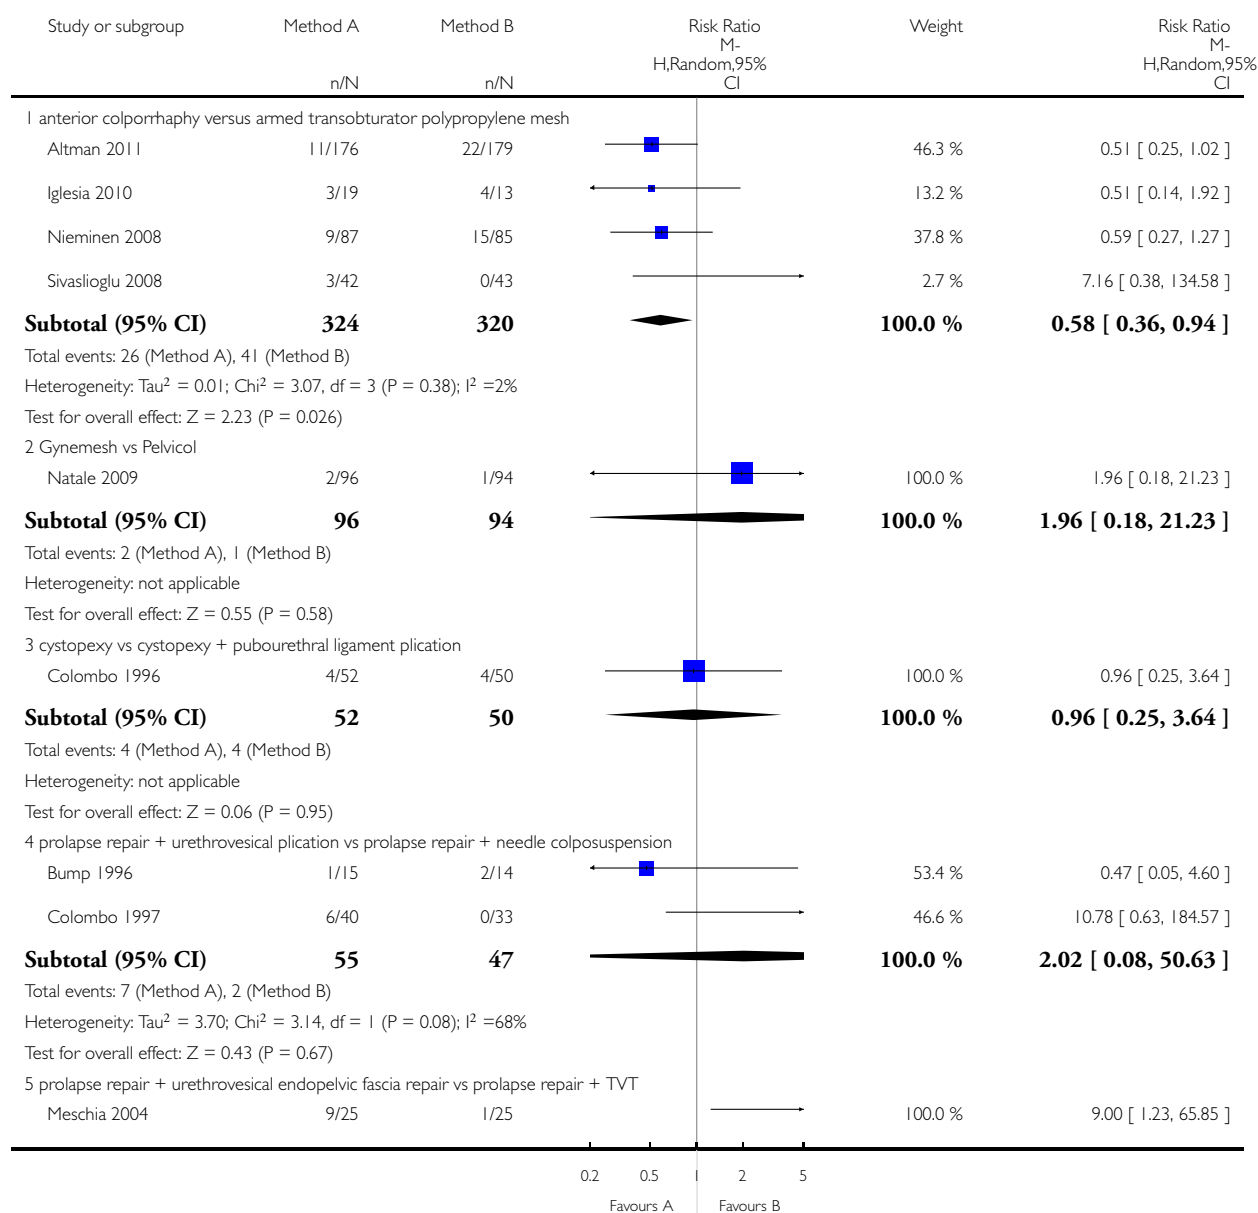 Study or subgroup Method A Method B Risk Ratio Weight Risk Ratio
M- M-
H,Random,95% H,Random,95%
n/N n/N CI CI
1 anterior colporrhaphy versus armed transobturator polypropylene mesh
Altman 2011 11/176 22/179 46.3 % 0.51 [ 0.25, 1.02 ]
Iglesia 2010 3/19 4/13 13.2 % 0.51 [ 0.14, 1.92 ]
Nieminen 2008 9/87 15/85 37.8 % 0.59 [ 0.27, 1.27 ]
Sivaslioglu 2008 3/42 0/43 2.7 % 7.16 [ 0.38, 134.58 ]
Subtotal (95% CI) 324 320 100.0 % 0.58 [ 0.36, 0.94 ]
Total events: 26 (Method A), 41 (Method B)
Heterogeneity: Tau² = 0.01; Chi² = 3.07, df = 3 (P = 0.38); I² =2%
Test for overall effect: Z = 2.23 (P = 0.026)
2 Gynemesh vs Pelvicol
Natale 2009 2/96 1/94 100.0 % 1.96 [ 0.18, 21.23 ]
Subtotal (95% CI) 96 94 100.0 % 1.96 [ 0.18, 21.23 ]
Total events: 2 (Method A), 1 (Method B)
Heterogeneity: not applicable
Test for overall effect: Z = 0.55 (P = 0.58)
3 cystopexy vs cystopexy + pubourethral ligament plication
Colombo 1996 4/52 4/50 100.0 % 0.96 [ 0.25, 3.64 ]
Subtotal (95% CI) 52 50 100.0 % 0.96 [ 0.25, 3.64 ]
Total events: 4 (Method A), 4 (Method B)
Heterogeneity: not applicable
Test for overall effect: Z = 0.06 (P = 0.95)
4 prolapse repair + urethrovesical plication vs prolapse repair + needle colposuspension
Bump 1996 1/15 2/14 53.4 % 0.47 [ 0.05, 4.60 ]
Colombo 1997 6/40 0/33 46.6 % 10.78 [ 0.63, 184.57 ]
Subtotal (95% CI) 55 47 100.0 % 2.02 [ 0.08, 50.63 ]
Total events: 7 (Method A), 2 (Method B)
Heterogeneity: Tau² = 3.70; Chi² = 3.14, df = 1 (P = 0.08); I² =68%
Test for overall effect: Z = 0.43 (P = 0.67)
5 prolapse repair + urethrovesical endopelvic fascia repair vs prolapse repair + TVT
Meschia 2004 9/25 1/25 100.0 % 9.00 [ 1.23, 65.85 ]
0.2 0.5 1 2 5
Favours A Favours B